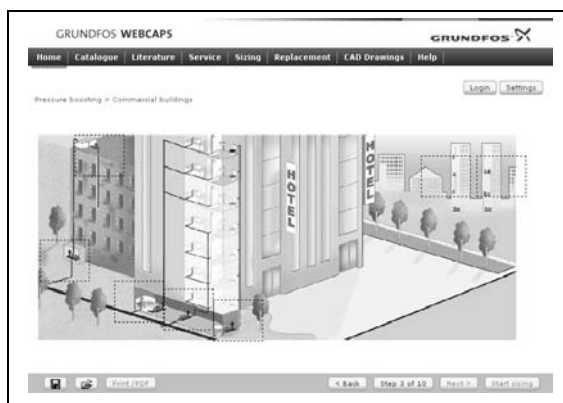 GRUNDFOS WEBCAPS
GRUNDFOS
Home Catalogue Literature Service Sizing Replacement CAD Drawings Help
Login Settings
Pressure boosting > Commercial buildings
HOTEL
HOTEL
Print /PDF < Back Step 3 of 10 Next > Start sizing